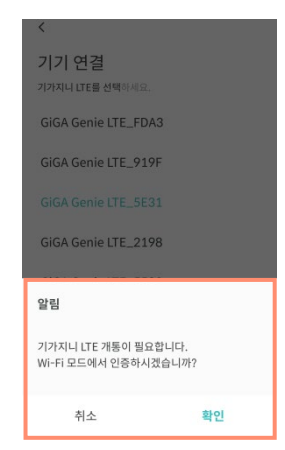 <
기기 연결
기가지니 LTE를 선택하세요.
GiGA Genie LTE_FDA3
GiGA Genie LTE_919F
GiGA Genie LTE_5E31
GiGA Genie LTE_2198
알림
기가지니 LTE 개통이 필요합니다.
Wi-Fi 모드에서 인증하시겠습니까?
취소 확인